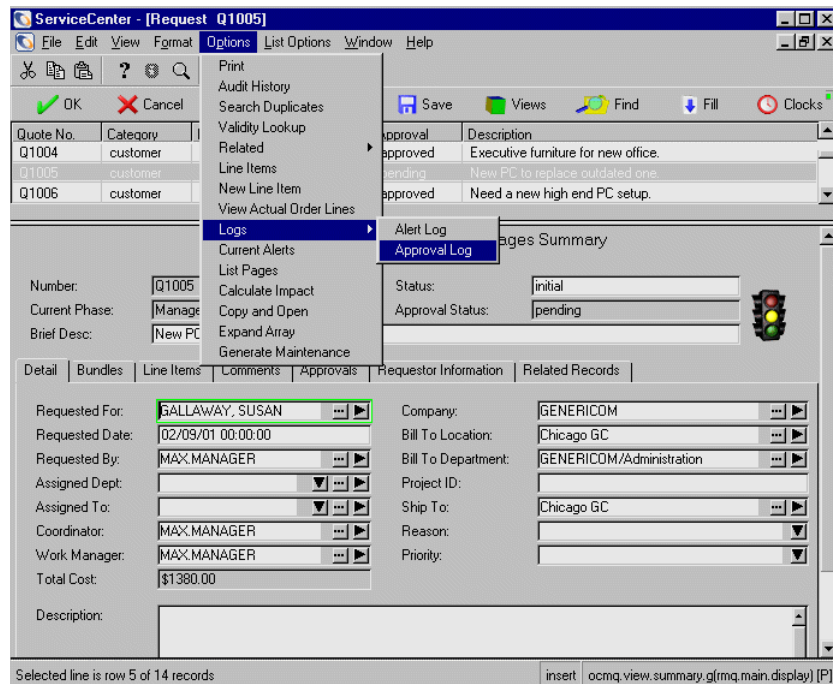 ServiceCenter - [Request Q1005]
File Edit View Format Options List Options Window Help
Print
Audit History
Search Duplicates
Validity Lookup
Related
Line Items
New Line Item
View Actual Order Lines
Logs
Current Alerts
List Pages
Calculate Impact
Copy and Open
Expand Array
Generate Maintenance
Alert Log
Approval Log
OK Cancel Save Views Find Fill Clocks
Quote No. Category Approval Description
Q1004 customer approved Executive furniture for new office.
Q1005 customer pending New PC to replace outdated one.
Q1006 customer approved Need a new high end PC setup.
ages Summary
Number: Q1005 Status: initial
Current Phase: Manage Approval Status: pending
Brief Desc: New PC
Detail Bundles Line Items Comments Approvals Requestor Information Related Records
Requested For: GALLAWAY, SUSAN Company: GENERICOM
Requested Date: 02/09/01 00:00:00 Bill To Location: Chicago GC
Requested By: MAX.MANAGER Bill To Department: GENERICOM/Administration
Assigned Dept: Project ID:
Assigned To: Ship To: Chicago GC
Coordinator: MAX.MANAGER Reason:
Work Manager: MAX.MANAGER Priority:
Total Cost: $1380.00
Description:
Selected line is row 5 of 14 records insert ocmq.view.summary.g(rmq.main.display) [P]